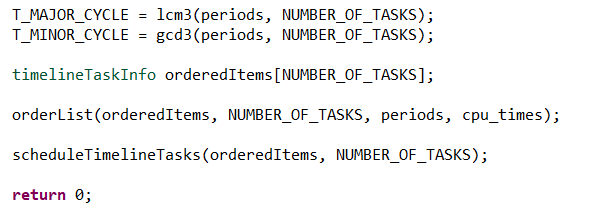 T_MAJOR_CYCLE = lcm3(periods, NUMBER_OF_TASKS);
T_MINOR_CYCLE = gcd3(periods, NUMBER_OF_TASKS);
timelineTaskInfo orderedItems[NUMBER_OF_TASKS];
orderList(orderedItems, NUMBER_OF_TASKS, periods, cpu_times);
scheduleTimelineTasks(orderedItems, NUMBER_OF_TASKS);
return 0;